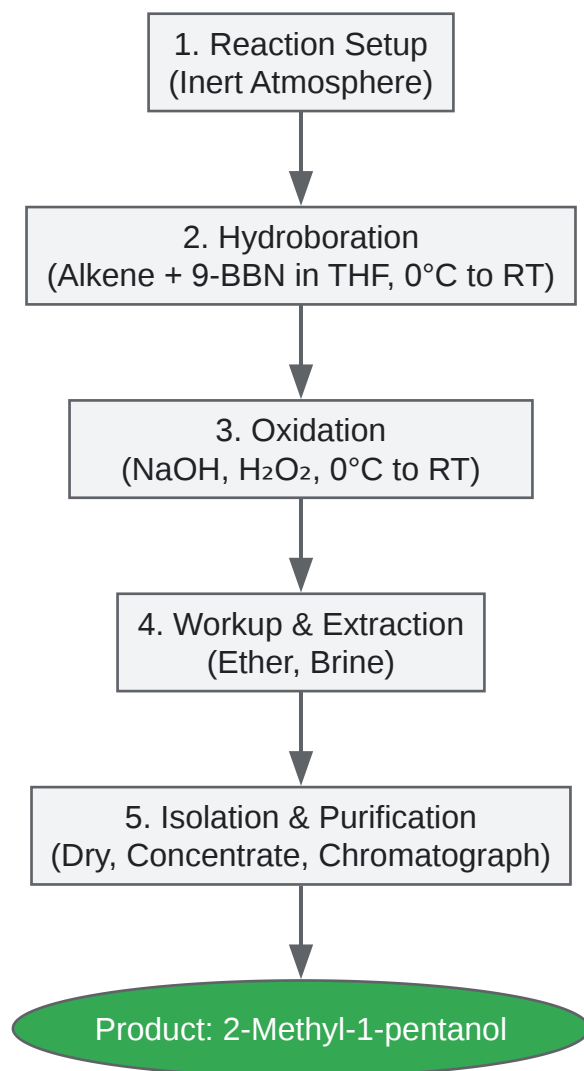 1. Reaction Setup
(Inert Atmosphere)
2. Hydroboration
(Alkene + 9-BBN in THF, 0°C to RT)
3. Oxidation
(NaOH, H₂O₂, 0°C to RT)
4. Workup & Extraction
(Ether, Brine)
5. Isolation & Purification
(Dry, Concentrate, Chromatograph)
Product: 2-Methyl-1-pentanol